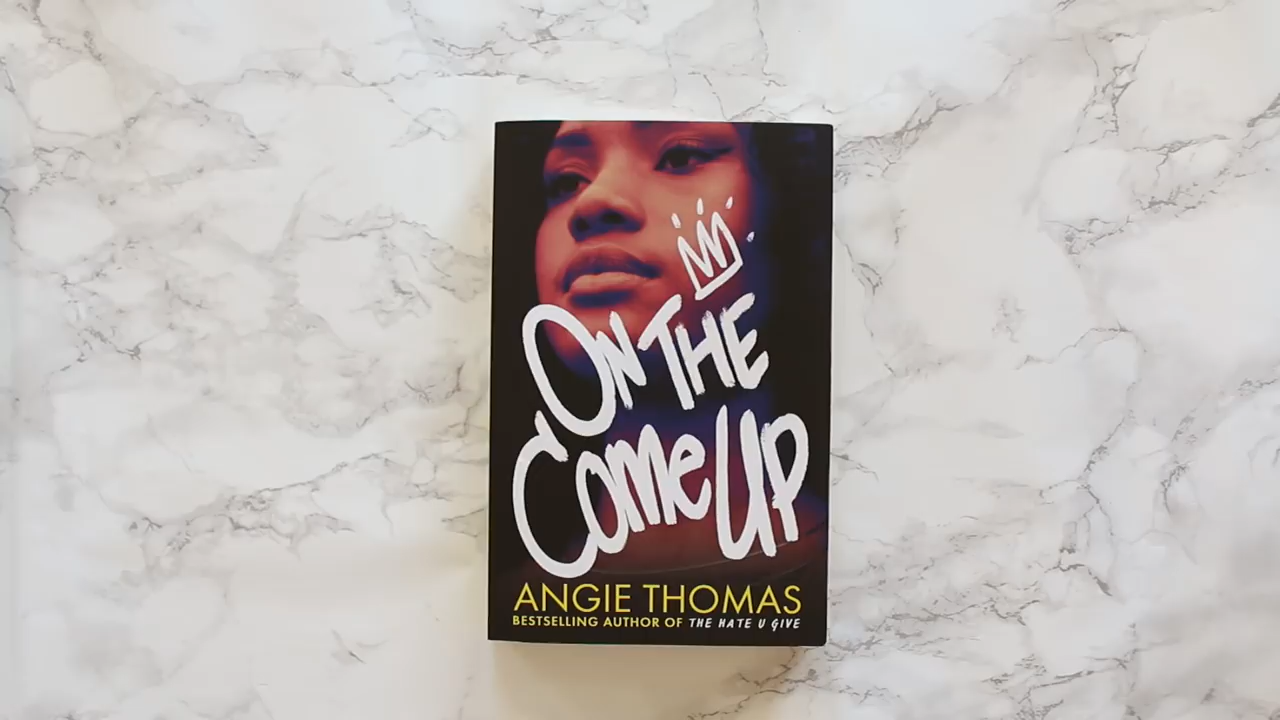 ON THE
Come UP
ANGIE THOMAS
BESTSELLING AUTHOR OF THE HATE U GIVE